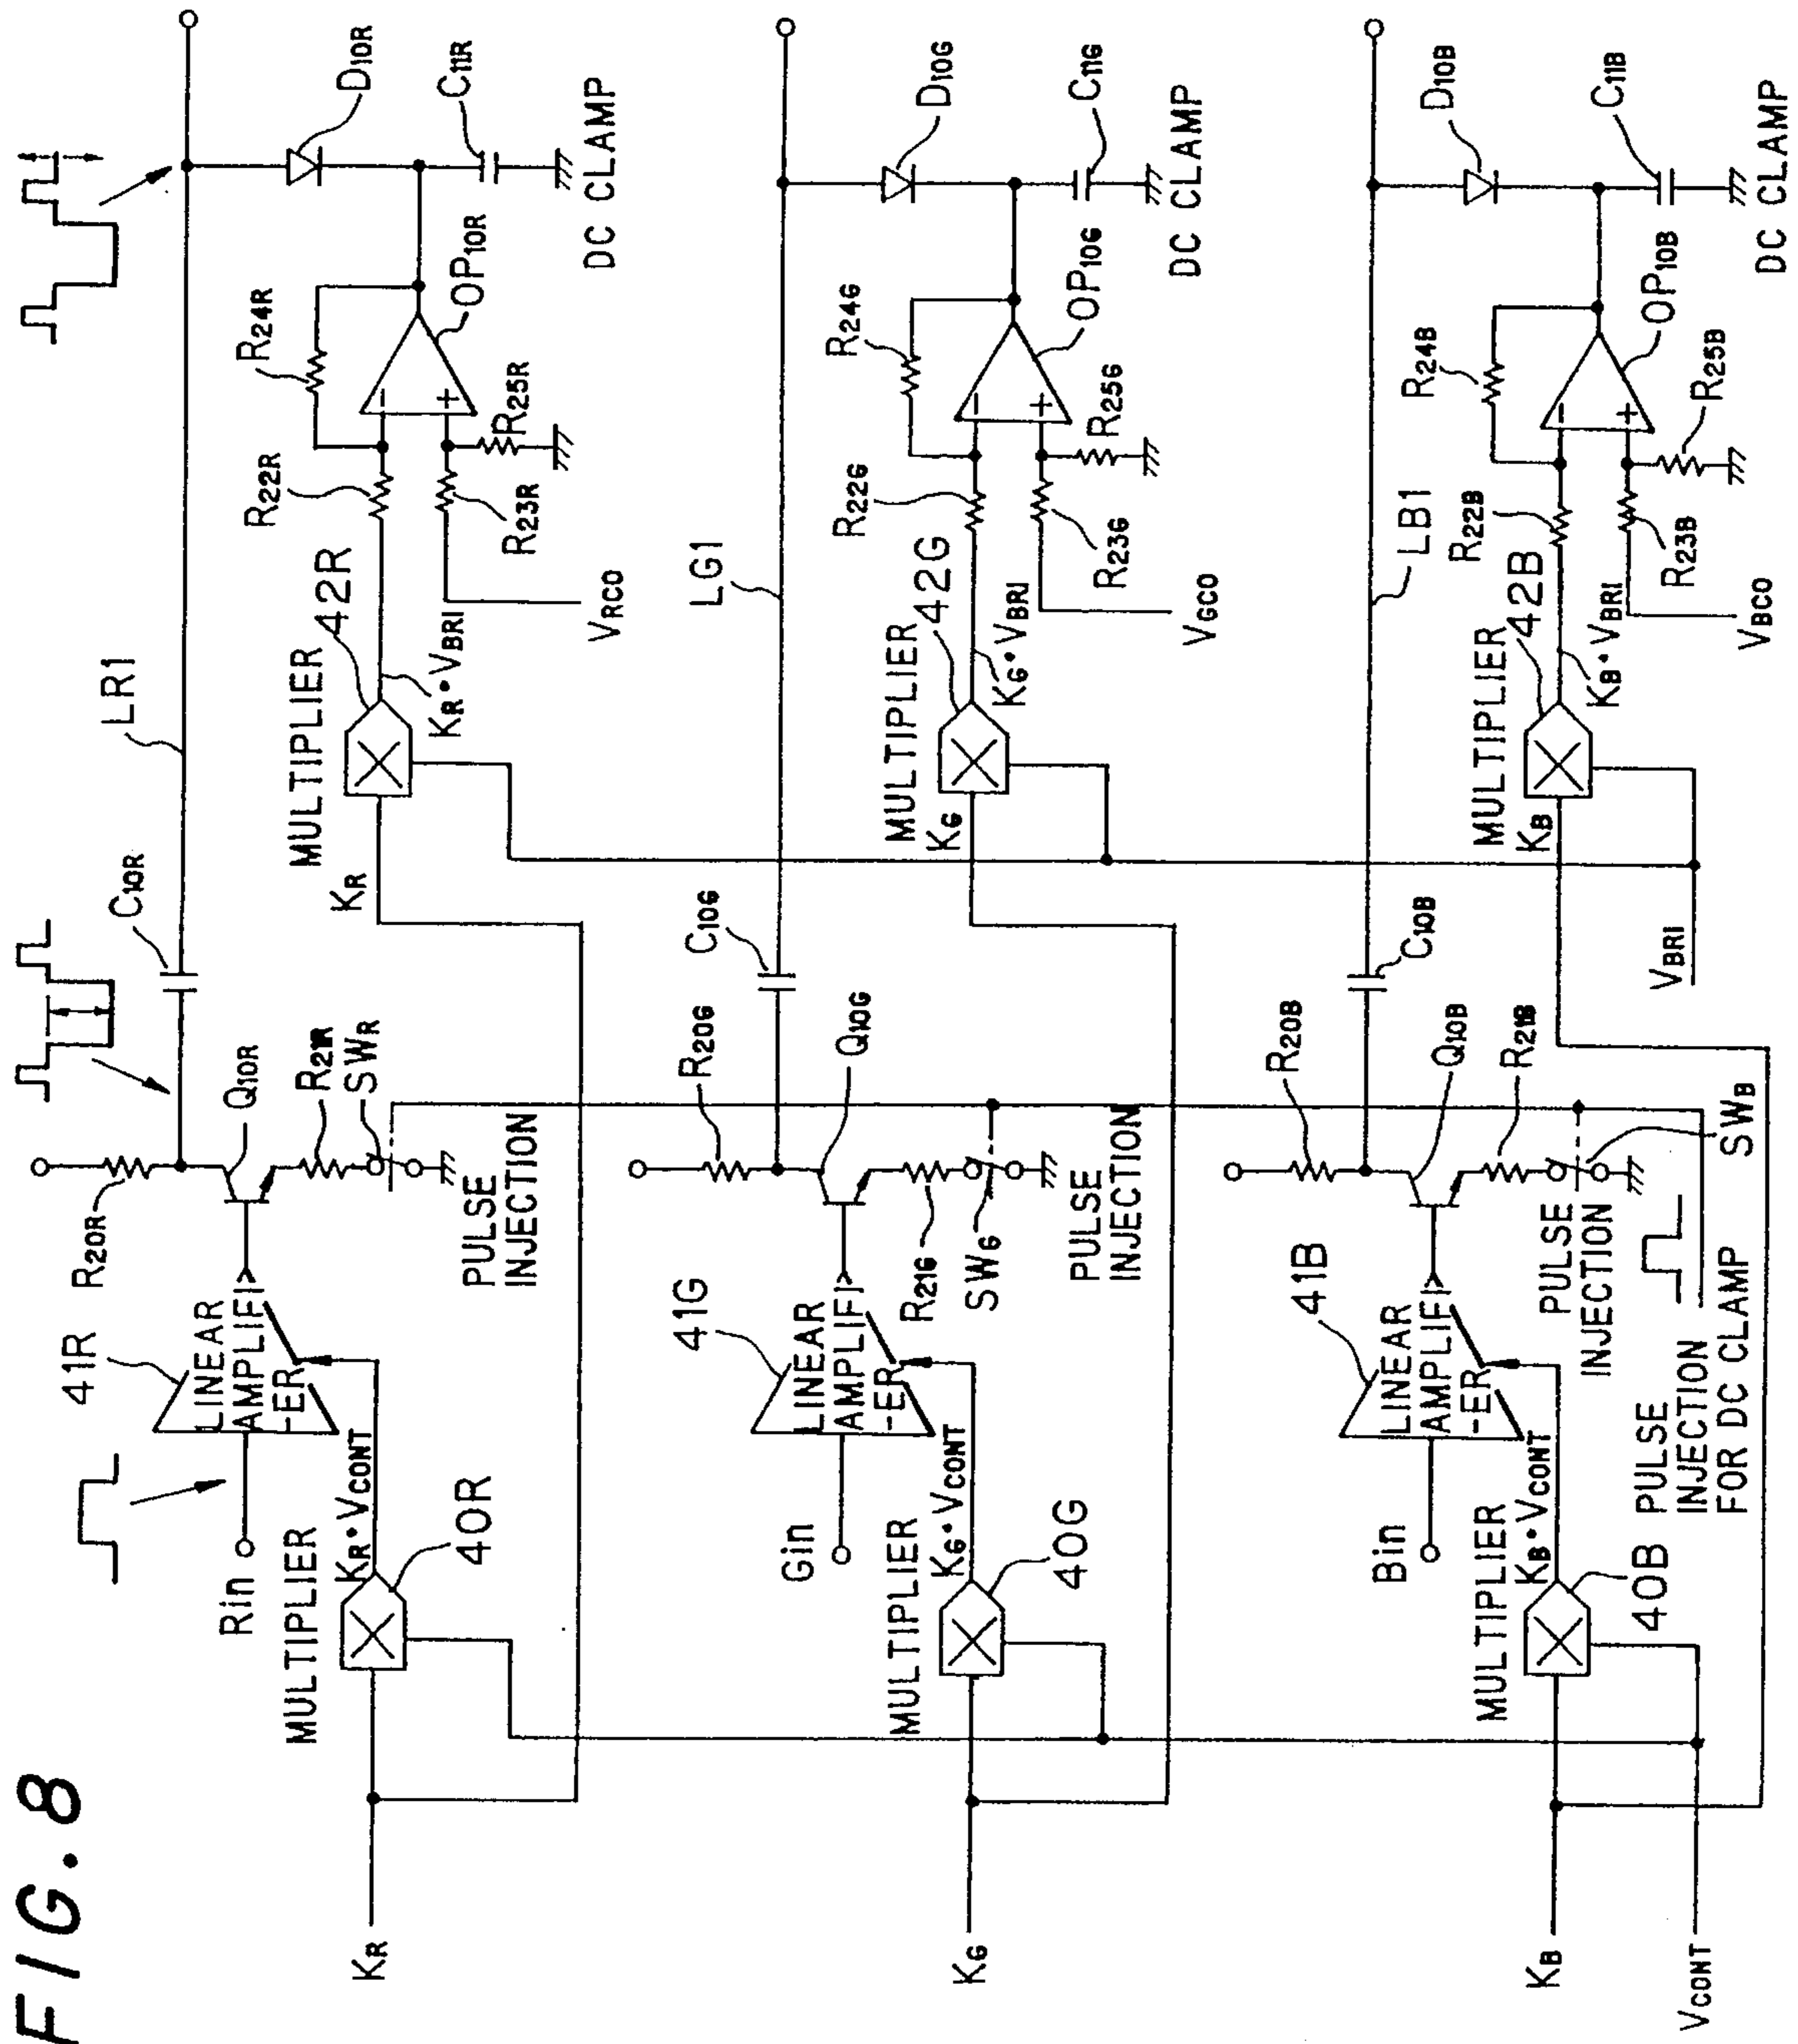 FIG. 8
Rin
41R
LINEAR
AMPLIFI
-ER
R20R
Q10R
R21R
SWR
PULSE
INJECTION
C10R
LR1
KR
MULTIPLIER
40R
KR•VCONT
KR
MULTIPLIER
42R
KR•VBRI
R22R
R23R
VRCO
R24R
R25R
OP10R
D10R
C11R
DC CLAMP
Gin
41G
LINEAR
AMPLIFI
-ER
R20G
Q10G
R21G
SWG
PULSE
INJECTION
C10G
LG1
KG
MULTIPLIER
40G
KG•VCONT
KG
MULTIPLIER
42G
KG•VBRI
R22G
R23G
VGCO
R24G
R25G
OP10G
D10G
C11G
DC CLAMP
Bin
41B
LINEAR
AMPLIFI
-ER
R20B
Q10B
R21B
SWB
PULSE
INJECTION
C10B
LB1
KB
MULTIPLIER
40B
KB•VCONT
PULSE
INJECTION
FOR DC CLAMP
KB
MULTIPLIER
42B
KB•VBRI
R22B
R23B
VBCO
R24B
R25B
OP10B
D10B
C11B
DC CLAMP
VCONT
VBRI